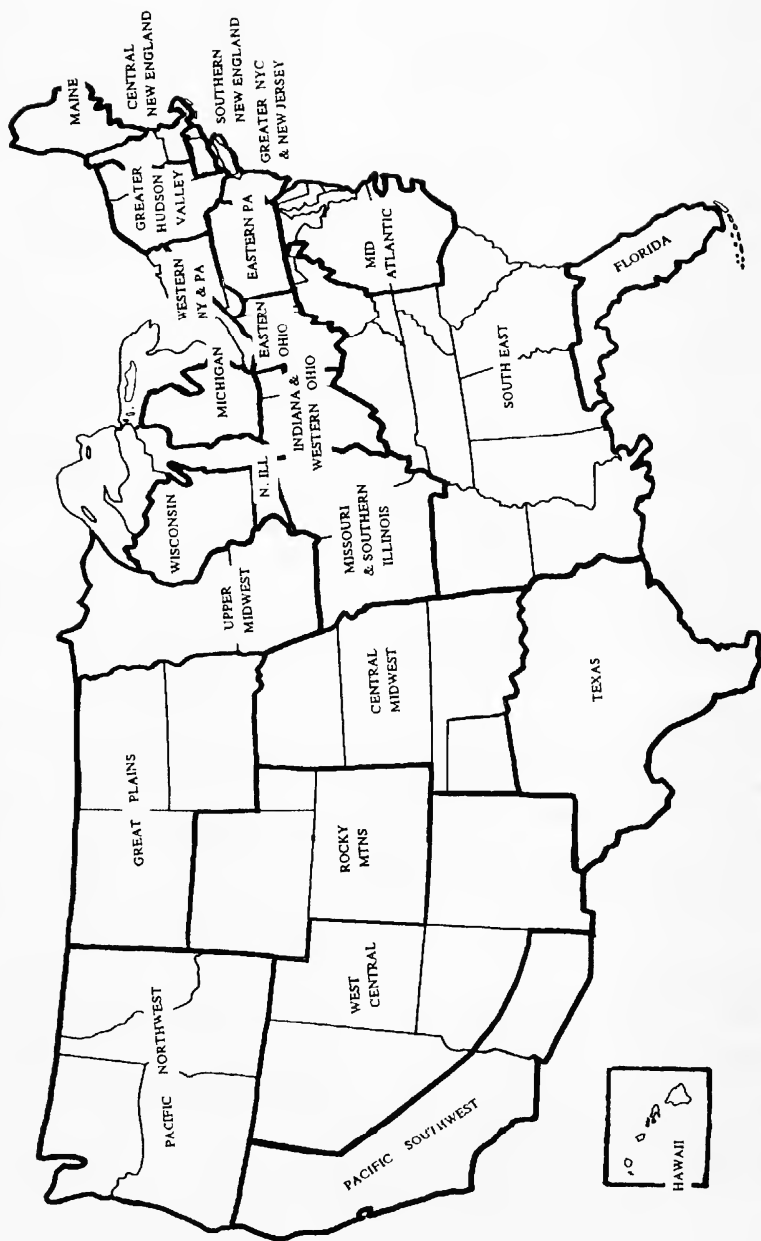 MAINE
CENTRAL
NEW ENGLAND
SOUTHERN
NEW ENGLAND
GREATER NYC
& NEW JERSEY
GREATER
HUDSON
VALLEY
WESTERN
NY & PA
EASTERN PA
MID
ATLANTIC
EASTERN
OHIO
MICHIGAN
INDIANA &
WESTERN OHIO
N. ILL
WISCONSIN
UPPER
MIDWEST
MISSOURI
& SOUTHERN
ILLINOIS
SOUTH EAST
FLORIDA
GREAT PLAINS
CENTRAL
MIDWEST
TEXAS
ROCKY
MTNS
WEST
CENTRAL
PACIFIC NORTHWEST
PACIFIC SOUTHWEST
HAWAII